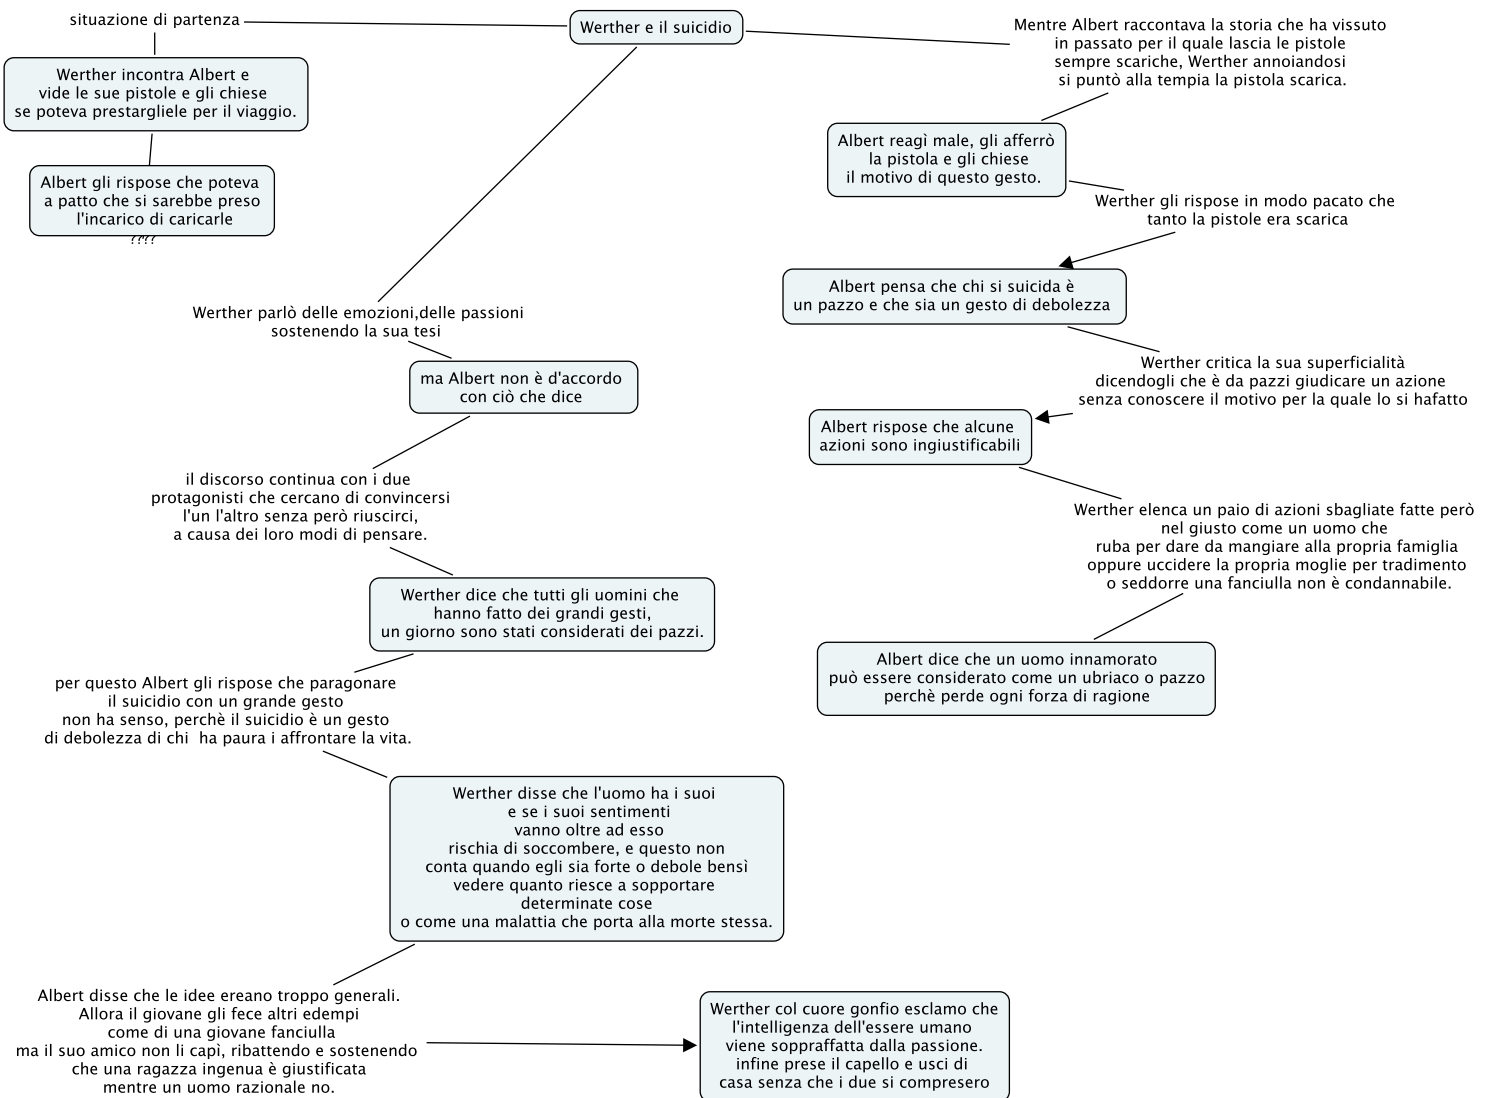 Werther e il suicidio
situazione di partenza
Werther incontra Albert e
vide le sue pistole e gli chiese
se poteva prestargliele per il viaggio.
Albert gli rispose che poteva
a patto che si sarebbe preso
l'incarico di caricarle
????
Mentre Albert raccontava la storia che ha vissuto
in passato per il quale lascia le pistole
sempre scariche, Werther annoiandosi
si puntò alla tempia la pistola scarica.
Albert reagì male, gli afferrò
la pistola e gli chiese
il motivo di questo gesto.
Werther gli rispose in modo pacato che
tanto la pistole era scarica
Albert pensa che chi si suicida è
un pazzo e che sia un gesto di debolezza
Werther critica la sua superficialità
dicendogli che è da pazzi giudicare un azione
senza conoscere il motivo per la quale lo si hafatto
Albert rispose che alcune
azioni sono ingiustificabili
Werther elenca un paio di azioni sbagliate fatte però
nel giusto come un uomo che
ruba per dare da mangiare alla propria famiglia
oppure uccidere la propria moglie per tradimento
o seddorre una fanciulla non è condannabile.
Albert dice che un uomo innamorato
può essere considerato come un ubriaco o pazzo
perchè perde ogni forza di ragione
Werther parlò delle emozioni,delle passioni
sostenendo la sua tesi
ma Albert non è d'accordo
con ciò che dice
il discorso continua con i due
protagonisti che cercano di convincersi
l'un l'altro senza però riuscirci,
a causa dei loro modi di pensare.
Werther dice che tutti gli uomini che
hanno fatto dei grandi gesti,
un giorno sono stati considerati dei pazzi.
per questo Albert gli rispose che paragonare
il suicidio con un grande gesto
non ha senso, perchè il suicidio è un gesto
di debolezza di chi ha paura i affrontare la vita.
Werther disse che l'uomo ha i suoi
e se i suoi sentimenti
vanno oltre ad esso
rischia di soccombere, e questo non
conta quando egli sia forte o debole bensì
vedere quanto riesce a sopportare
determinate cose
o come una malattia che porta alla morte stessa.
Albert disse che le idee ereano troppo generali.
Allora il giovane gli fece altri edempi
come di una giovane fanciulla
ma il suo amico non li capì, ribattendo e sostenendo
che una ragazza ingenua è giustificata
mentre un uomo razionale no.
Werther col cuore gonfio esclamo che
l'intelligenza dell'essere umano
viene soppraffatta dalla passione.
infine prese il capello e usci di
casa senza che i due si compresero